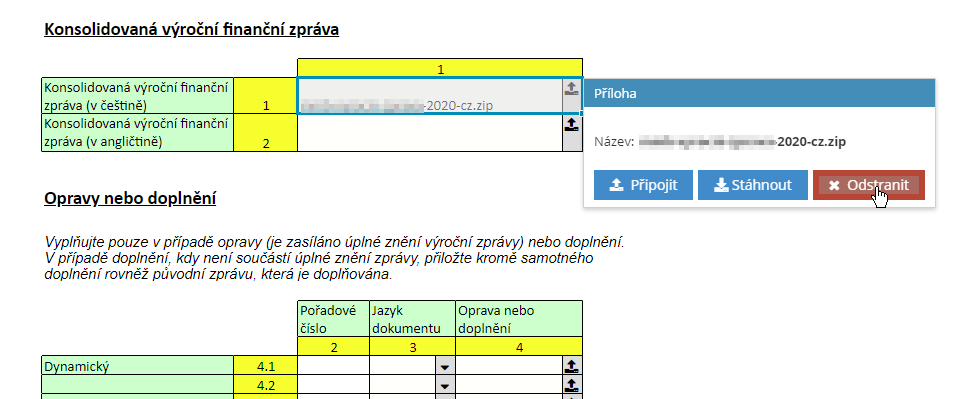 Konsolidovaná výroční finanční zpráva
1
Konsolidovaná výroční finanční
zpráva (v češtině)
1
-2020-cz.zip
Konsolidovaná výroční finanční
zpráva (v angličtině)
2
Příloha
Název: -2020-cz.zip
Připojit
Stáhnout
Odstranit
Opravy nebo doplnění
Vyplňujte pouze v případě opravy (je zasíláno úplné znění výroční zprávy) nebo doplnění.
V případě doplnění, kdy není součástí úplné znění zprávy, přiložte kromě samotného
doplnění rovněž původní zprávu, která je doplňována.
Pořadové
číslo
Jazyk
dokumentu
Oprava nebo
doplnění
2
3
4
Dynamický
4.1
4.2